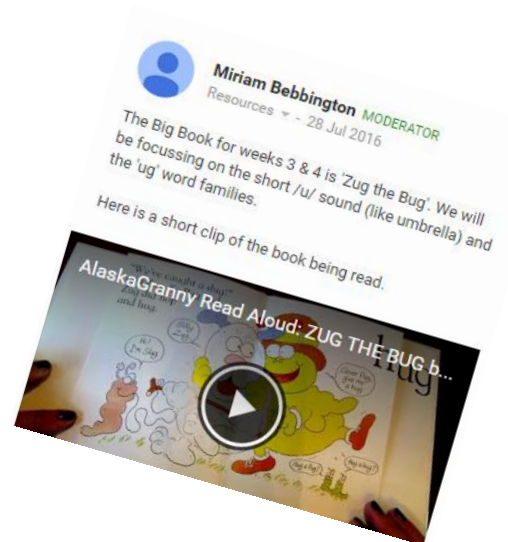 Miriam Bebbington MODERATOR
Resources - 28 Jul 2016
The Big Book for weeks 3 & 4 is 'Zug the Bug'. We will
be focussing on the short /u/ sound (like umbrella) and
the 'ug' word families.
Here is a short clip of the book being read.
AlaskaGranny Read Aloud: ZUG THE BUG b...
"We've caught a slug!"
and hug.
hug
Hi!
I'm Slug